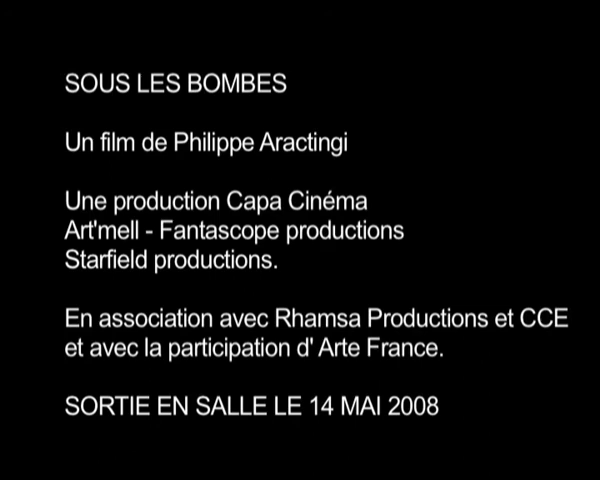 SOUS LES BOMBES
Un film de Philippe Aractingi
Une production Capa Cinéma
Art'mell - Fantascope productions
Starfield productions.
En association avec Rhamsa Productions et CCE
et avec la participation d' Arte France.
SORTIE EN SALLE LE 14 MAI 2008